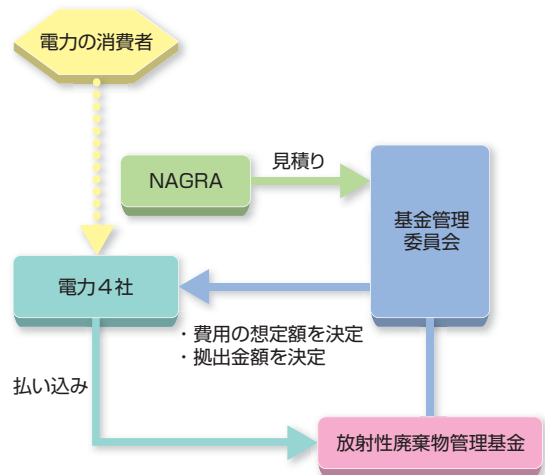 電力の消費者
見積り
NAGRA
基金管理
委員会
電力4社
・費用の想定額を決定
・拠出金額を決定
払い込み
放射性廃棄物管理基金